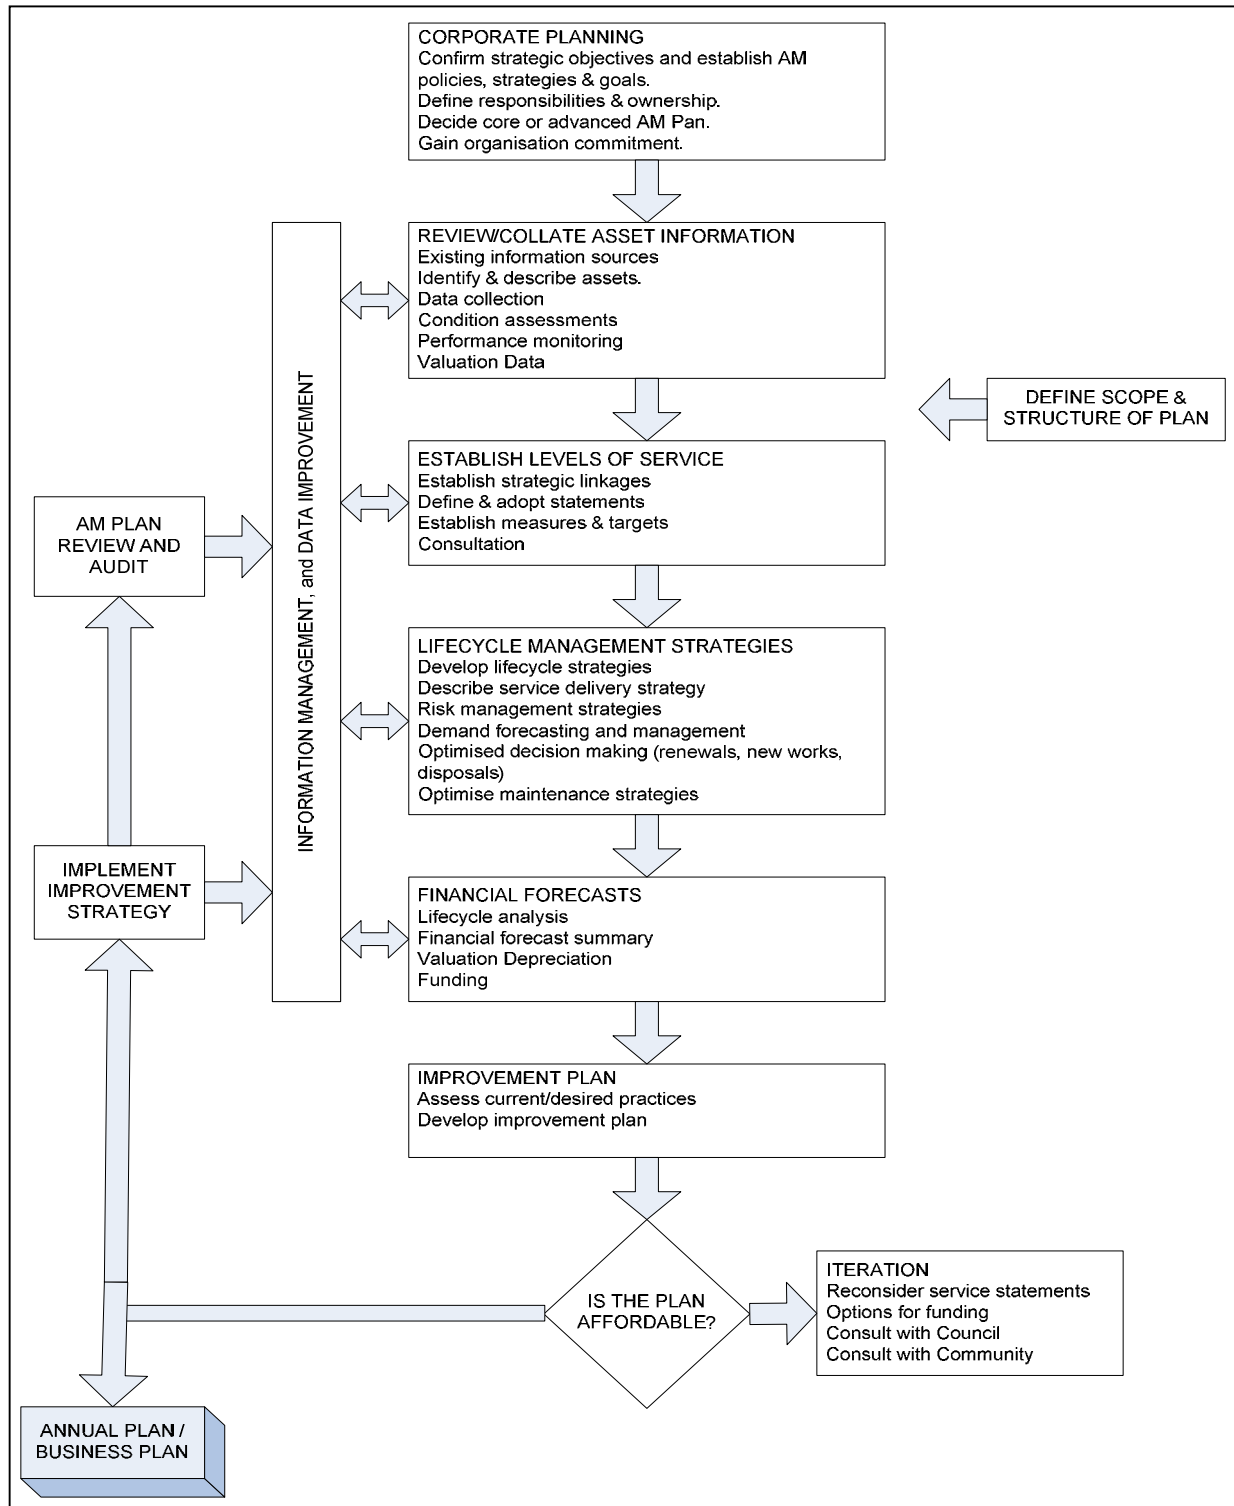 CORPORATE PLANNING
Confirm strategic objectives and establish AM
policies, strategies & goals.
Define responsibilities & ownership.
Decide core or advanced AM Pan.
Gain organisation commitment.
REVIEW/COLLATE ASSET INFORMATION
Existing information sources
Identify & describe assets.
Data collection
Condition assessments
Performance monitoring
Valuation Data
DEFINE SCOPE &
STRUCTURE OF PLAN
INFORMATION MANAGEMENT, and DATA IMPROVEMENT
ESTABLISH LEVELS OF SERVICE
Establish strategic linkages
Define & adopt statements
Establish measures & targets
Consultation
AM PLAN
REVIEW AND
AUDIT
LIFECYCLE MANAGEMENT STRATEGIES
Develop lifecycle strategies
Describe service delivery strategy
Risk management strategies
Demand forecasting and management
Optimised decision making (renewals, new works,
disposals)
Optimise maintenance strategies
IMPLEMENT
IMPROVEMENT
STRATEGY
FINANCIAL FORECASTS
Lifecycle analysis
Financial forecast summary
Valuation Depreciation
Funding
IMPROVEMENT PLAN
Assess current/desired practices
Develop improvement plan
IS THE PLAN
AFFORDABLE?
ITERATION
Reconsider service statements
Options for funding
Consult with Council
Consult with Community
ANNUAL PLAN /
BUSINESS PLAN